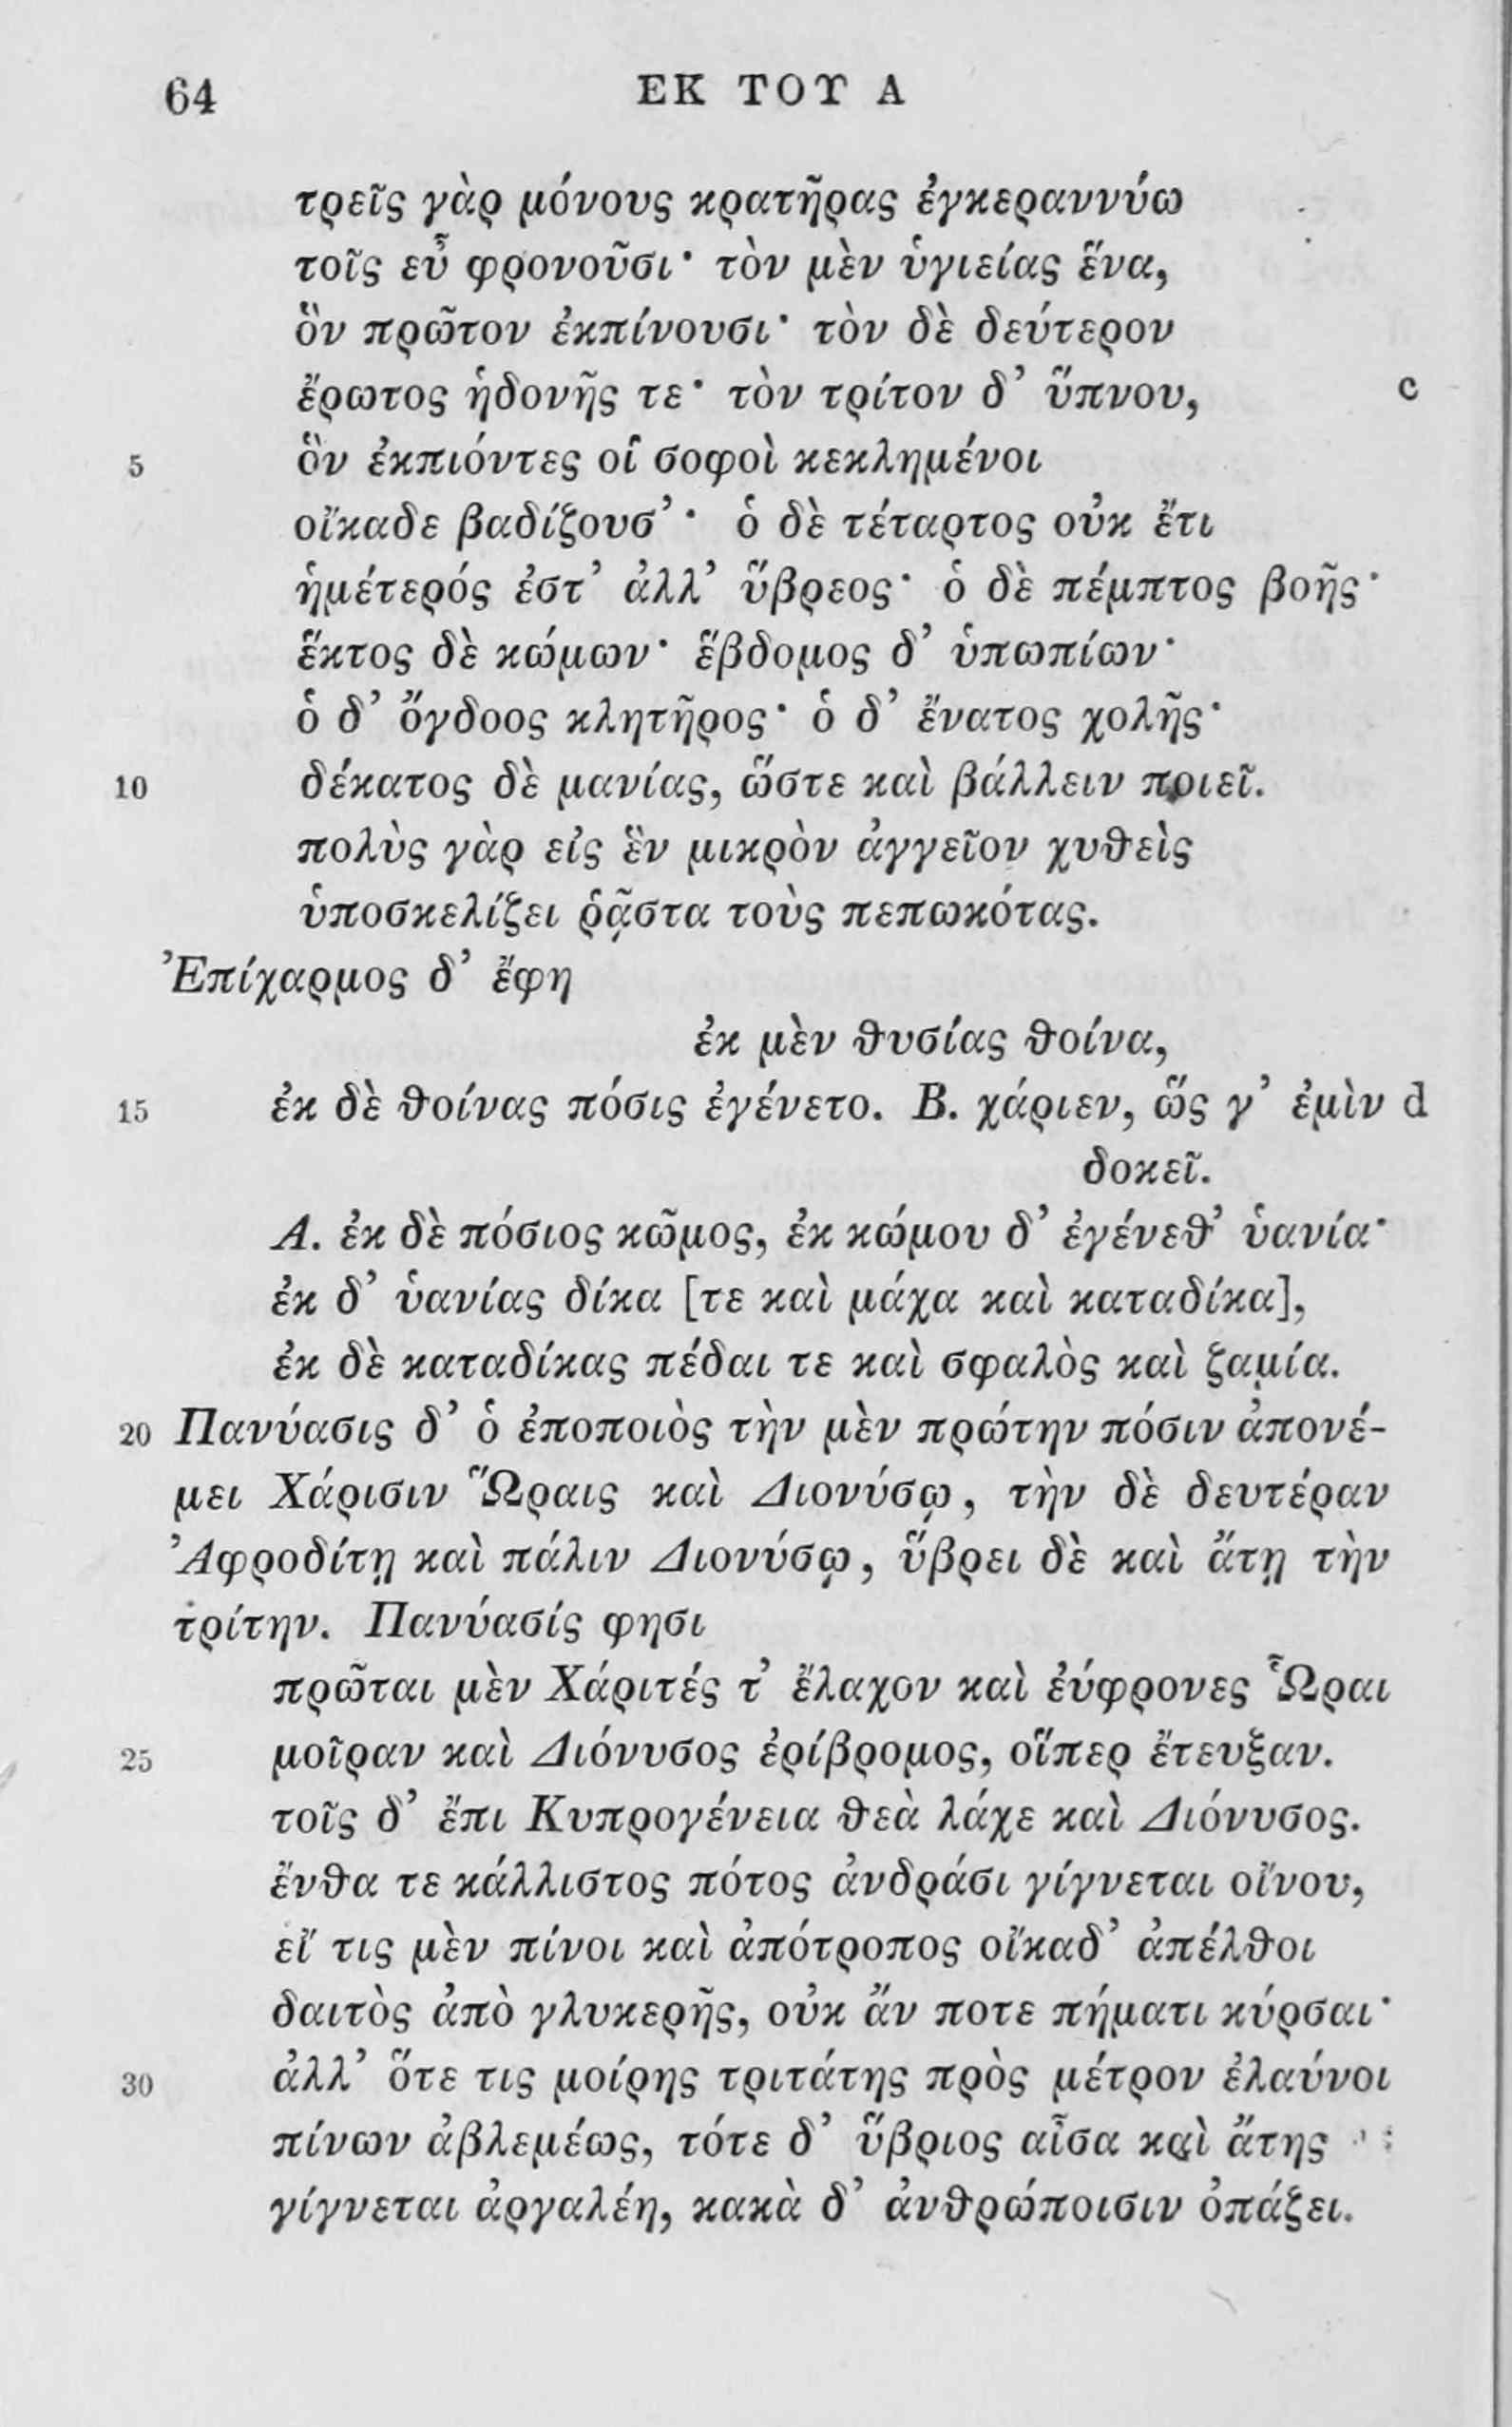 64 ΕΚ ΤΟΥ Α
τρεῖς γὰρ μόνους κρατῆρας ἐγκεραννύω
τοῖς εὖ φρονοῦσι· τὸν μὲν ὑγιείας ἕνα,
ὃν πρῶτον ἐκπίνουσι· τὸν δὲ δεύτερον
ἔρωτος ἡδονῆς τε· τὸν τρίτον δ’ ὕπνου, c
5 ὃν ἐκπιόντες οἱ σοφοὶ κεκλημένοι
οἴκαδε βαδίζουσ’· ὁ δὲ τέταρτος οὐκ ἔτι
ἡμέτερός ἐστ’ ἀλλ’ ὕβρεος· ὁ δὲ πέμπτος βοῆς·
ἕκτος δὲ κώμων· ἕβδομος δ’ ὑπωπίων·
ὁ δ’ ὄγδοος κλητῆρος· ὁ δ’ ἔνατος χολῆς·
10 δέκατος δὲ μανίας, ὥστε καὶ βάλλειν ποιεῖ.
πολὺς γὰρ εἰς ἓν μικρὸν ἀγγεῖον χυθεὶς
ὑποσκελίζει ῥᾷστα τοὺς πεπωκότας.
Ἐπίχαρμος δ’ ἔφη
ἐκ μὲν θυσίας θοίνα,
15 ἐκ δὲ θοίνας πόσις ἐγένετο. Β. χάριεν, ὥς γ’ ἐμὶν d
δοκεῖ.
Α. ἐκ δὲ πόσιος κῶμος, ἐκ κώμου δ’ ἐγένεθ’ ὑανία·
ἐκ δ’ ὑανίας δίκα [τε καὶ μάχα καὶ καταδίκα],
ἐκ δὲ καταδίκας πέδαι τε καὶ σφαλὸς καὶ ζαμία.
20 Πανύασις δ’ ὁ ἐποποιὸς τὴν μὲν πρώτην πόσιν ἀπονέ-
μει Χάρισιν Ὥραις καὶ Διονύσῳ, τὴν δὲ δευτέραν
Ἀφροδίτῃ καὶ πάλιν Διονύσῳ, ὕβρει δὲ καὶ ἄτῃ τὴν
τρίτην. Πανύασίς φησι
πρῶται μὲν Χάριτές τ’ ἔλαχον καὶ ἐύφρονες Ὧραι
25 μοῖραν καὶ Διόνυσος ἐρίβρομος, οἵπερ ἔτευξαν.
τοῖς δ’ ἔπι Κυπρογένεια θεὰ λάχε καὶ Διόνυσος.
ἔνθα τε κάλλιστος πότος ἀνδράσι γίγνεται οἴνου,
εἴ τις μὲν πίνοι καὶ ἀπότροπος οἴκαδ’ ἀπέλθοι
δαιτὸς ἀπὸ γλυκερῆς, οὐκ ἄν ποτε πήματι κύρσαι·
30 ἀλλ’ ὅτε τις μοίρης τριτάτης πρὸς μέτρον ἐλαύνοι
πίνων ἀβλεμέως, τότε δ’ ὕβριος αἶσα καὶ ἄτης
γίγνεται ἀργαλέη, κακὰ δ’ ἀνθρώποισιν ὀπάζει.